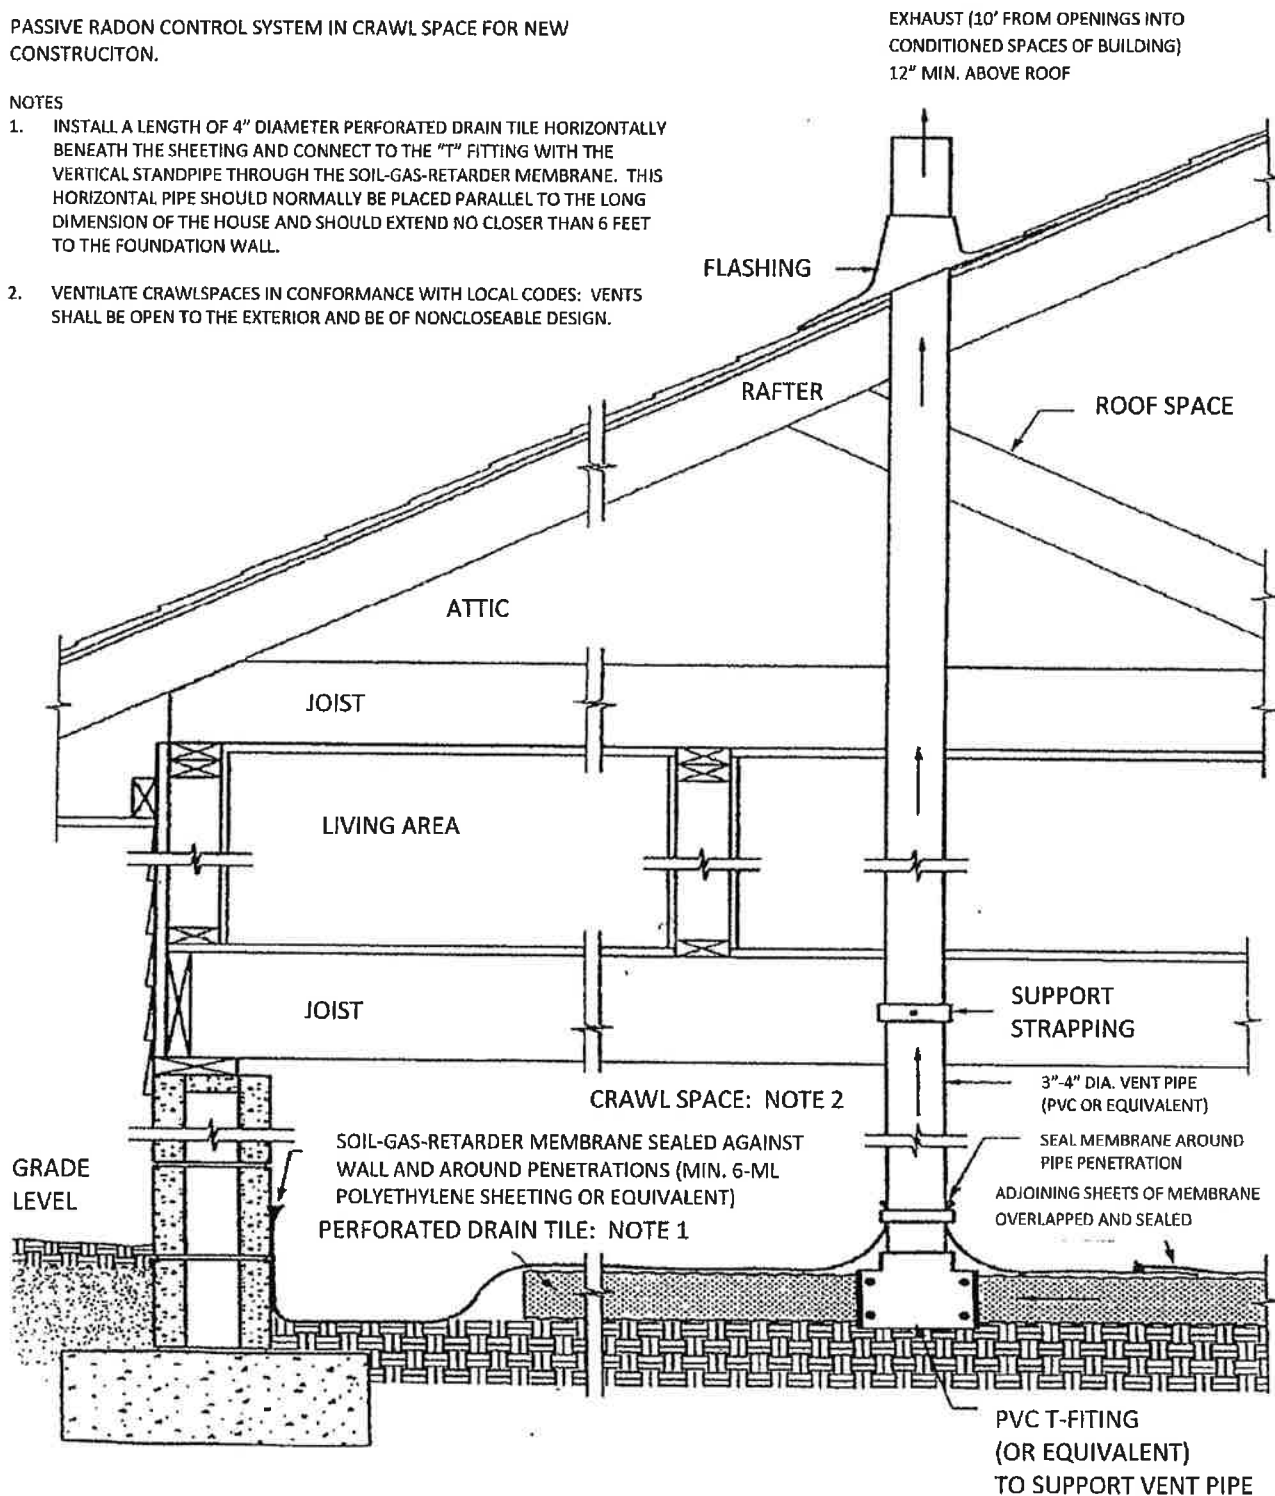 PASSIVE RADON CONTROL SYSTEM IN CRAWL SPACE FOR NEW
CONSTRUCITON.
NOTES
1. INSTALL A LENGTH OF 4" DIAMETER PERFORATED DRAIN TILE HORIZONTALLY
BENEATH THE SHEETING AND CONNECT TO THE "T" FITTING WITH THE
VERTICAL STANDPIPE THROUGH THE SOIL-GAS-RETARDER MEMBRANE. THIS
HORIZONTAL PIPE SHOULD NORMALLY BE PLACED PARALLEL TO THE LONG
DIMENSION OF THE HOUSE AND SHOULD EXTEND NO CLOSER THAN 6 FEET
TO THE FOUNDATION WALL.
2. VENTILATE CRAWLSPACES IN CONFORMANCE WITH LOCAL CODES: VENTS
SHALL BE OPEN TO THE EXTERIOR AND BE OF NONCLOSEABLE DESIGN.
EXHAUST (10' FROM OPENINGS INTO
CONDITIONED SPACES OF BUILDING)
12" MIN. ABOVE ROOF
FLASHING
RAFTER
ROOF SPACE
ATTIC
JOIST
LIVING AREA
JOIST
SUPPORT
STRAPPING
CRAWL SPACE: NOTE 2
3"-4" DIA. VENT PIPE
(PVC OR EQUIVALENT)
SOIL-GAS-RETARDER MEMBRANE SEALED AGAINST
WALL AND AROUND PENETRATIONS (MIN. 6-ML
POLYETHYLENE SHEETING OR EQUIVALENT)
SEAL MEMBRANE AROUND
PIPE PENETRATION
GRADE
LEVEL
ADJOINING SHEETS OF MEMBRANE
OVERLAPPED AND SEALED
PERFORATED DRAIN TILE: NOTE 1
PVC T-FITING
(OR EQUIVALENT)
TO SUPPORT VENT PIPE